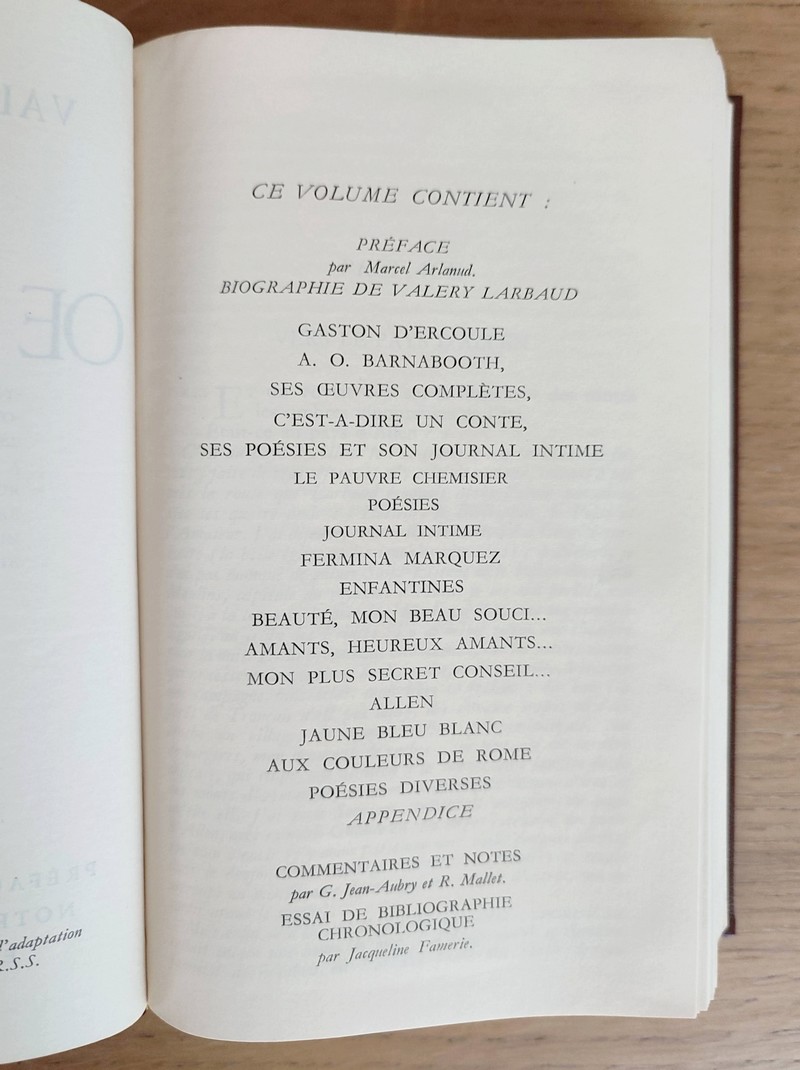 l'adaptation
R.S.S.
CE VOLUME CONTIENT :
PRÉFACE
par Marcel Arlanud.
BIOGRAPHIE DE VALERY LARBAUD
GASTON D'ERCOULE
A. O. BARNABOOTH,
SES ŒUVRES COMPLÈTES,
C'EST-A-DIRE UN CONTE,
SES POÉSIES ET SON JOURNAL INTIME
LE PAUVRE CHEMISIER
POÉSIES
JOURNAL INTIME
FERMINA MARQUEZ
ENFANTINES
BEAUTÉ, MON BEAU SOUCI...
AMANTS, HEUREUX AMANTS...
MON PLUS SECRET CONSEIL...
ALLEN
JAUNE BLEU BLANC
AUX COULEURS DE ROME
POÉSIES DIVERSES
APPENDICE
COMMENTAIRES ET NOTES
par G. Jean-Aubry et R. Mallet.
ESSAI DE BIBLIOGRAPHIE
CHRONOLOGIQUE
par Jacqueline Famerie.